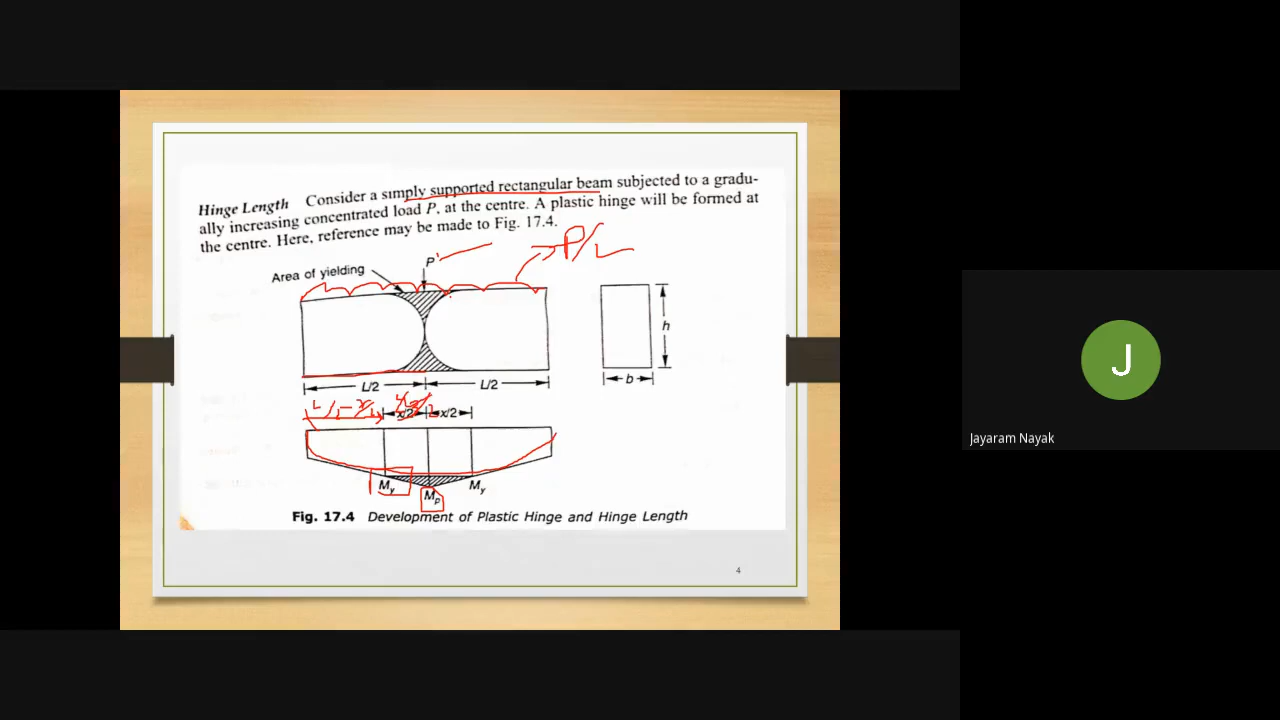 Hinge Length Consider a simply supported rectangular beam subjected to a gradu-
ally increasing concentrated load P, at the centre. A plastic hinge will be formed at
the centre. Here, reference may be made to Fig. 17.4.
P/L
P
Area of yielding
h
L/2 L/2
b
L/2 - x/2
x/2 x/2
My Mp My
Fig. 17.4 Development of Plastic Hinge and Hinge Length
4
J
Jayaram Nayak